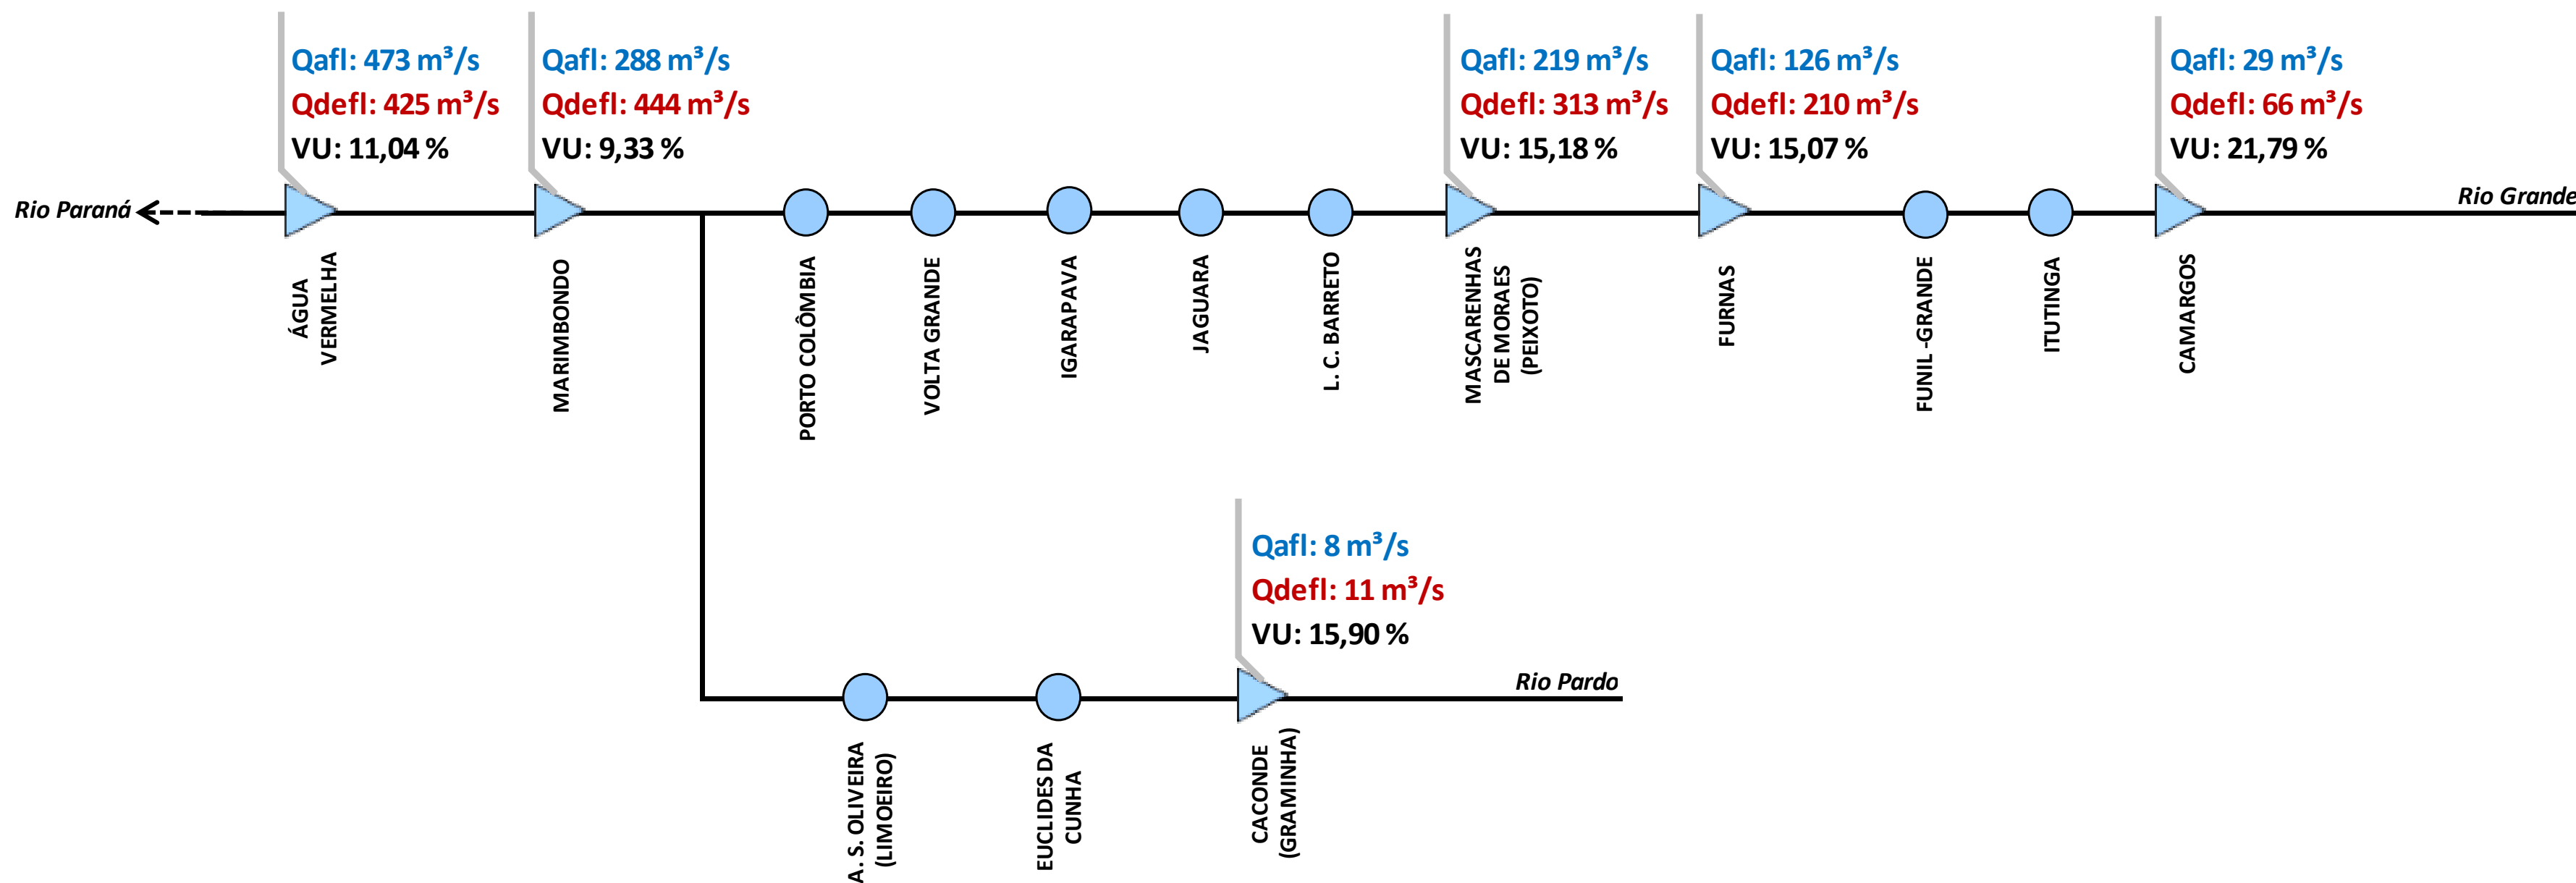 Qafl: 473 m³/s
Qdefl: 425 m³/s
VU: 11,04 %
Qafl: 288 m³/s
Qdefl: 444 m³/s
VU: 9,33 %
Qafl: 219 m³/s
Qdefl: 313 m³/s
VU: 15,18 %
Qafl: 126 m³/s
Qdefl: 210 m³/s
VU: 15,07 %
Qafl: 29 m³/s
Qdefl: 66 m³/s
VU: 21,79 %
Rio Paraná
Rio Grande
ÁGUA
VERMELHA
MARIMBONDO
PORTO COLÔMBIA
VOLTA GRANDE
IGARAPAVA
JAGUARA
L. C. BARRETO
MASCARENHAS
DE MORAES
(PEIXOTO)
FURNAS
FUNIL -GRANDE
ITUTINGA
CAMARGOS
Qafl: 8 m³/s
Qdefl: 11 m³/s
VU: 15,90 %
Rio Pardo
A. S. OLIVEIRA
(LIMOEIRO)
EUCLIDES DA
CUNHA
CACONDE
(GRAMINHA)